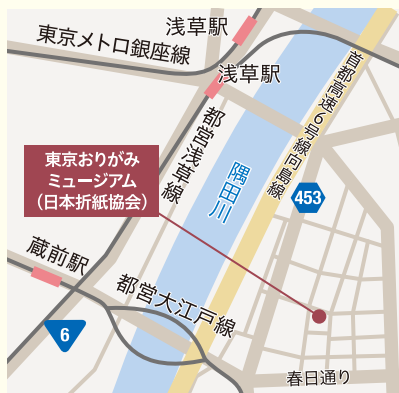 浅草駅
東京メトロ銀座線
浅草駅
首都高速6号線向島線
都営浅草線
東京おりがみ
ミュージアム
（日本折紙協会）
隅田川
453
蔵前駅
都営大江戸線
6
春日通り